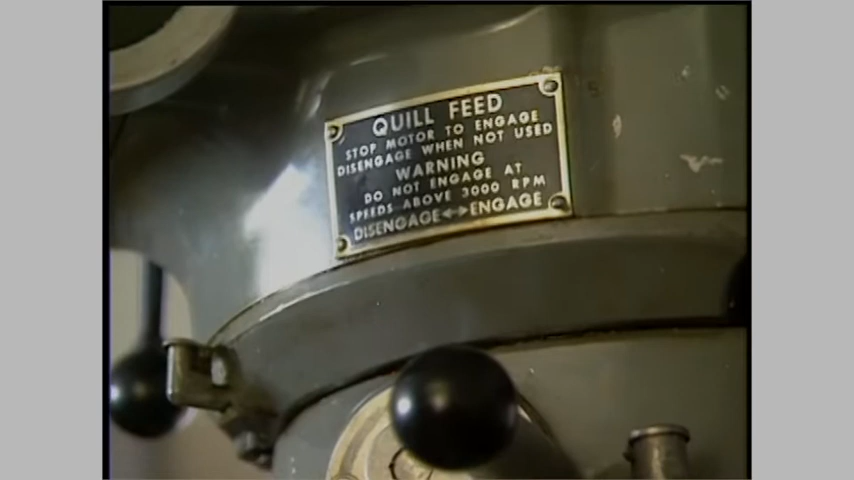 QUILL FEED
STOP MOTOR TO ENGAGE
DISENGAGE WHEN NOT USED
WARNING
DO NOT ENGAGE AT
SPEEDS ABOVE 3000 RPM
DISENGAGE ↔ ENGAGE